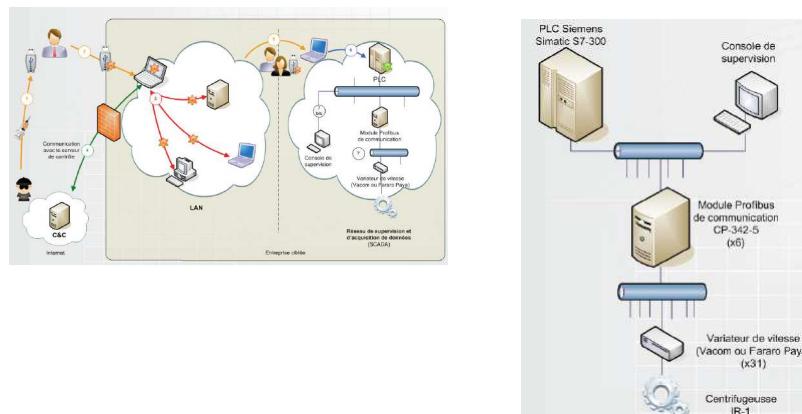 Communication
avec le serveur
de contrôle
C&C
Internet
LAN
Entreprise ciblée
PLC
Module Profibus
de communication
Console de
supervision
Variateur de vitesse
(Vacom ou Fararo Paya)
Réseau de supervision et
d'acquisition de données
(SCADA)
PLC Siemens
Simatic S7-300
Console de
supervision
Module Profibus
de communication
CP-342-5
(x6)
Variateur de vitesse
(Vacom ou Fararo Pay
(x31)
Centrifugeusse
IR-1